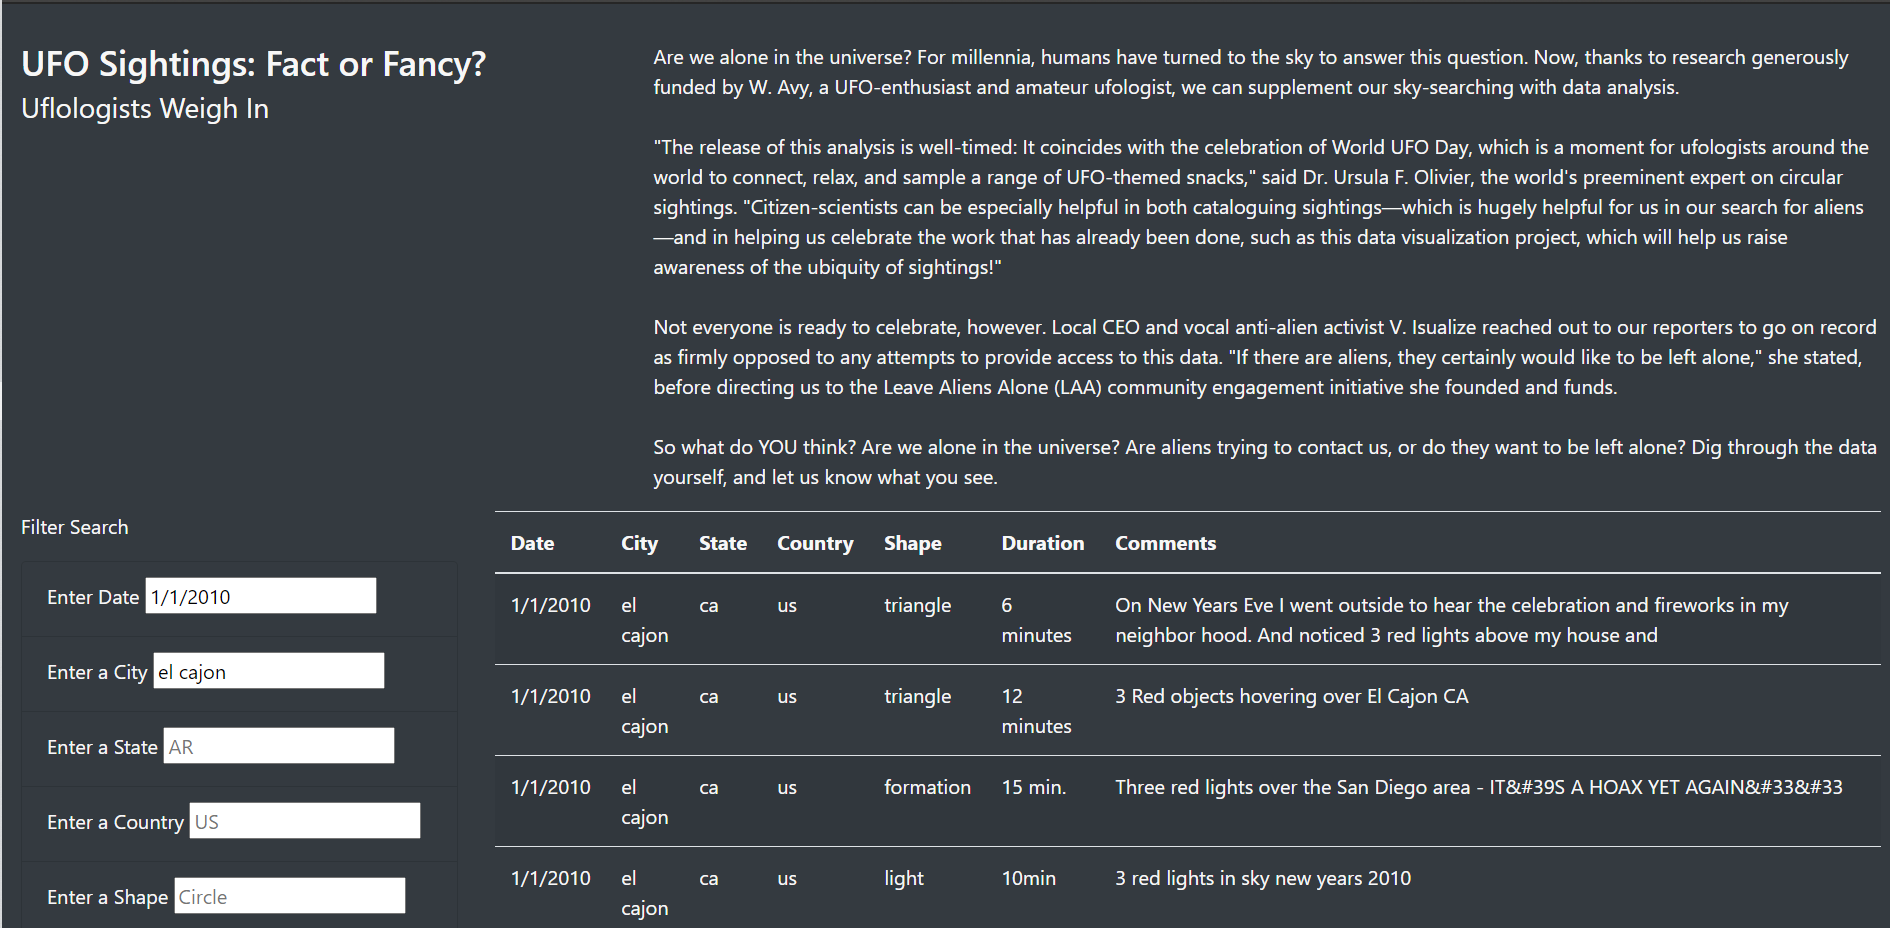 UFO Sightings: Fact or Fancy?
Uflologists Weigh In
Are we alone in the universe? For millennia, humans have turned to the sky to answer this question. Now, thanks to research generously
funded by W. Avy, a UFO-enthusiast and amateur ufologist, we can supplement our sky-searching with data analysis.
"The release of this analysis is well-timed: It coincides with the celebration of World UFO Day, which is a moment for ufologists around the
world to connect, relax, and sample a range of UFO-themed snacks," said Dr. Ursula F. Olivier, the world's preeminent expert on circular
sightings. "Citizen-scientists can be especially helpful in both cataloguing sightings—which is hugely helpful for us in our search for aliens
—and in helping us celebrate the work that has already been done, such as this data visualization project, which will help us raise
awareness of the ubiquity of sightings!"
Not everyone is ready to celebrate, however. Local CEO and vocal anti-alien activist V. Isualize reached out to our reporters to go on record
as firmly opposed to any attempts to provide access to this data. "If there are aliens, they certainly would like to be left alone," she stated,
before directing us to the Leave Aliens Alone (LAA) community engagement initiative she founded and funds.
So what do YOU think? Are we alone in the universe? Are aliens trying to contact us, or do they want to be left alone? Dig through the data
yourself, and let us know what you see.
Filter Search
Enter Date 1/1/2010
Enter a City el cajon
Enter a State AR
Enter a Country US
Enter a Shape Circle
Date City State Country Shape Duration Comments
1/1/2010 el ca us triangle 6 On New Years Eve I went outside to hear the celebration and fireworks in my
cajon minutes neighbor hood. And noticed 3 red lights above my house and
1/1/2010 el ca us triangle 12 3 Red objects hovering over El Cajon CA
cajon minutes
1/1/2010 el ca us formation 15 min. Three red lights over the San Diego area - IT&#39S A HOAX YET AGAIN&#33&#33
cajon
1/1/2010 el ca us light 10min 3 red lights in sky new years 2010
cajon